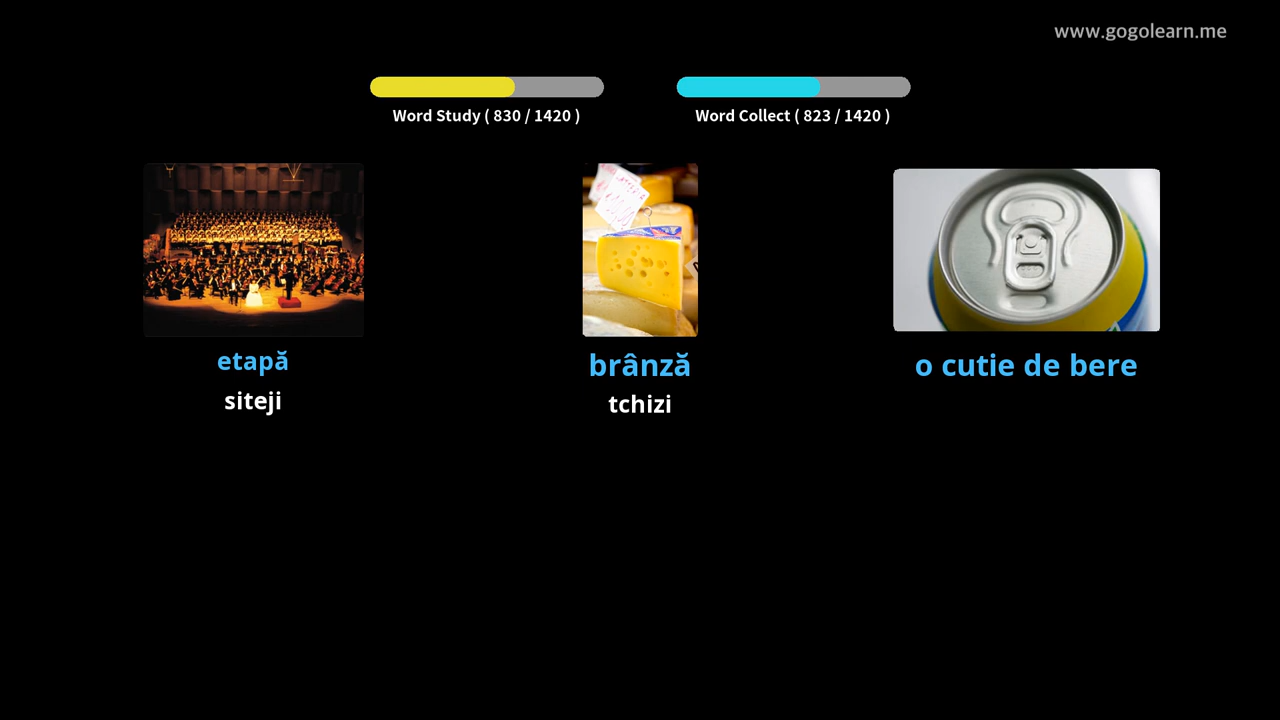 www.gogolearn.me
Word Study ( 830 / 1420 )
Word Collect ( 823 / 1420 )
etapă
brânză
o cutie de bere
siteji
tchizi